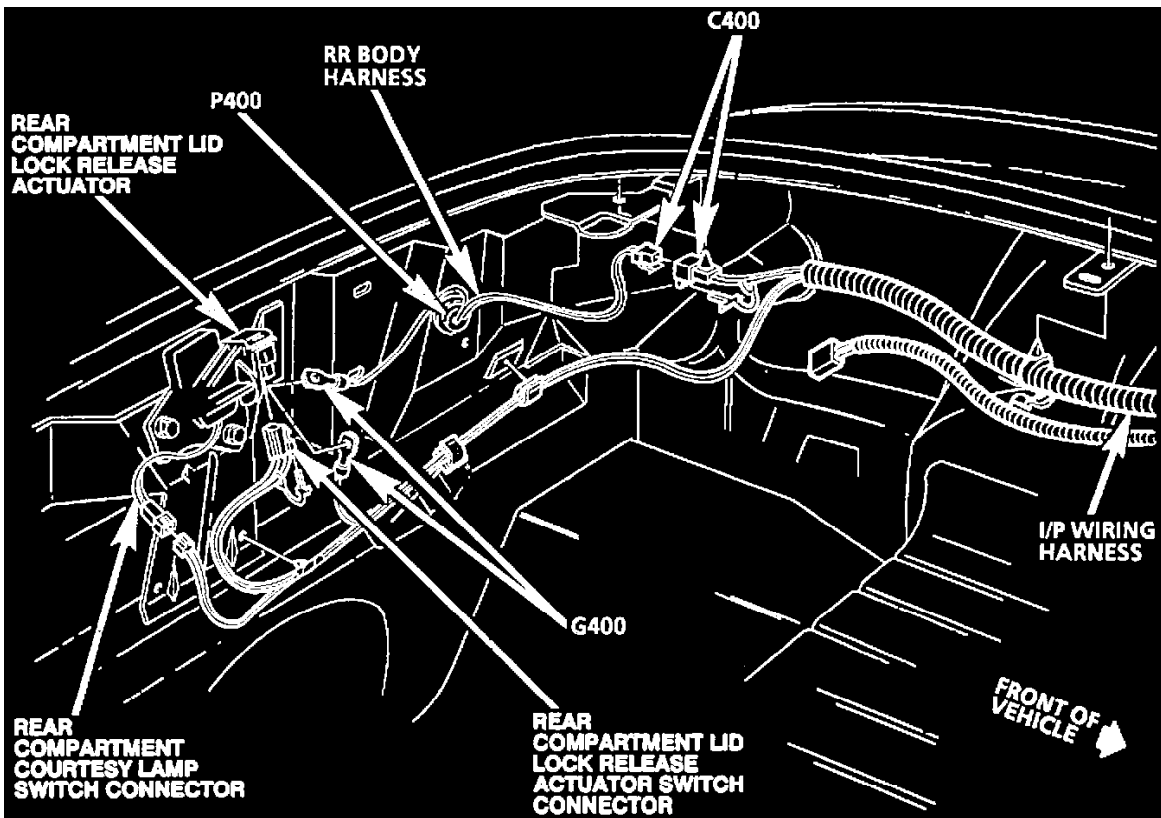 C400
RR BODY
HARNESS
P400
REAR
COMPARTMENT LID
LOCK RELEASE
ACTUATOR
I/P WIRING
HARNESS
G400
FRONT OF
VEHICLE
REAR
COMPARTMENT
COURTESY LAMP
SWITCH CONNECTOR
REAR
COMPARTMENT LID
LOCK RELEASE
ACTUATOR SWITCH
CONNECTOR